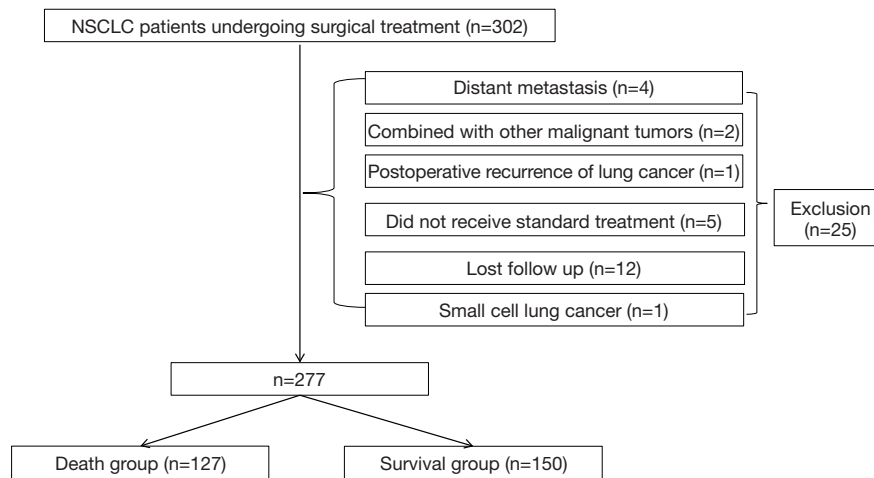 NSCLC patients undergoing surgical treatment (n=302)
Distant metastasis (n=4)
Combined with other malignant tumors (n=2)
Postoperative recurrence of lung cancer (n=1)
Did not receive standard treatment (n=5)
Lost follow up (n=12)
Small cell lung cancer (n=1)
Exclusion
(n=25)
n=277
Death group (n=127)
Survival group (n=150)